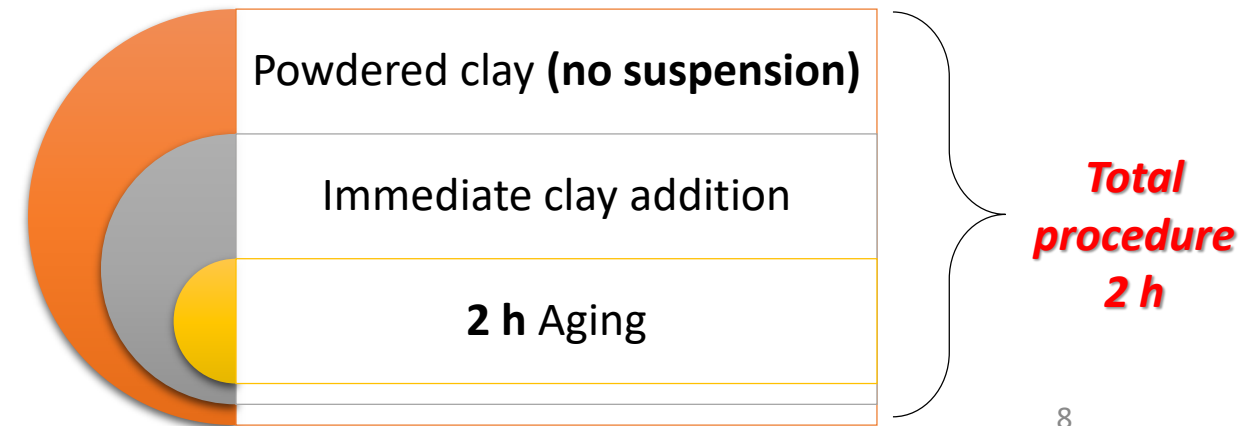 Powdered clay (no suspension)
Immediate clay addition
2 h Aging
Total
procedure
2 h
8